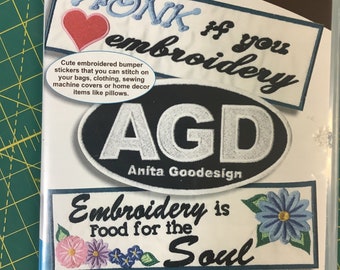 HONK if you
embroidery
Cute embroidered bumper
stickers that you can stitch on
your bags, clothing, sewing
machine covers or home decor
items like pillows.
AGD
Anita Goodesign
Embroidery is
Food for the
Soul